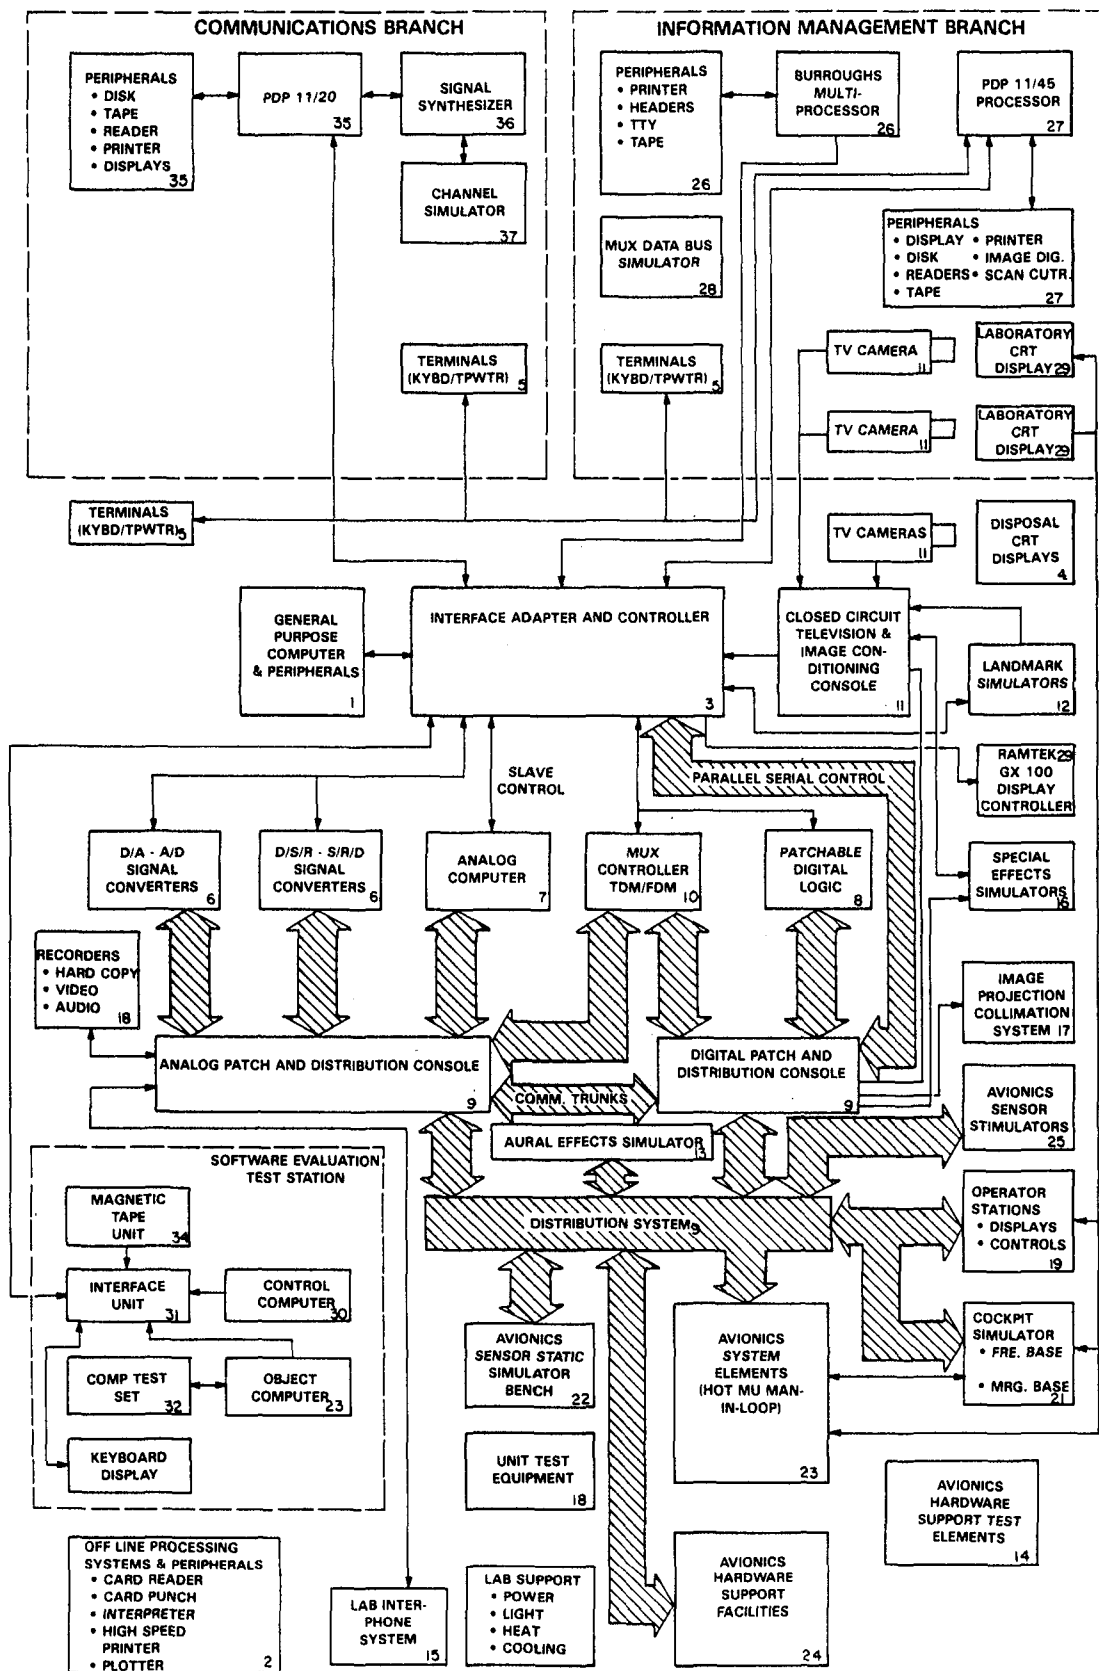 COMMUNICATIONS BRANCH
PERIPHERALS
• DISK
• TAPE
• READER
• PRINTER
• DISPLAYS
35
PDP 11/20
35
SIGNAL
SYNTHESIZER
36
CHANNEL
SIMULATOR
37
TERMINALS
(KYBD/TPWTR)
5
INFORMATION MANAGEMENT BRANCH
PERIPHERALS
• PRINTER
• HEADERS
• TTY
• TAPE
26
BURROUGHS
MULTI-
PROCESSOR
26
PDP 11/45
PROCESSOR
27
MUX DATA BUS
SIMULATOR
28
PERIPHERALS
• DISPLAY • PRINTER
• DISK • IMAGE DIG.
• READERS • SCAN CUTR.
• TAPE
27
TERMINALS
(KYBD/TPWTR)
5
TV CAMERA
11
LABORATORY
CRT
DISPLAY 29
TV CAMERA
11
LABORATORY
CRT
DISPLAY 29
TERMINALS
(KYBD/TPWTR)
5
TV CAMERAS
11
DISPOSAL
CRT
DISPLAYS
4
GENERAL
PURPOSE
COMPUTER
& PERIPHERALS
1
INTERFACE ADAPTER AND CONTROLLER
3
CLOSED CIRCUIT
TELEVISION &
IMAGE CON-
DITIONING
CONSOLE
11
LANDMARK
SIMULATORS
12
SLAVE
CONTROL
PARALLEL SERIAL CONTROL
RAMTEK 29
GX 100
DISPLAY
CONTROLLER
D/A - A/D
SIGNAL
CONVERTERS
6
D/S/R - S/R/D
SIGNAL
CONVERTERS
6
ANALOG
COMPUTER
7
MUX
CONTROLLER
TDM/FDM
10
PATCHABLE
DIGITAL
LOGIC
8
SPECIAL
EFFECTS
SIMULATORS
16
RECORDERS
• HARD COPY
• VIDEO
• AUDIO
18
IMAGE
PROJECTION
COLLIMATION
SYSTEM 17
ANALOG PATCH AND DISTRIBUTION CONSOLE
9
COMM. TRUNKS
DIGITAL PATCH AND
DISTRIBUTION CONSOLE
9
AVIONICS
SENSOR
STIMULATORS
25
AURAL EFFECTS SIMULATOR
13
DISTRIBUTION SYSTEM 9
OPERATOR
STATIONS
• DISPLAYS
• CONTROLS
19
SOFTWARE EVALUATION
TEST STATION
MAGNETIC
TAPE
UNIT
34
INTERFACE
UNIT
31
CONTROL
COMPUTER
30
COMP TEST
SET
32
OBJECT
COMPUTER
23
KEYBOARD
DISPLAY
AVIONICS
SENSOR STATIC
SIMULATOR
BENCH
22
AVIONICS
SYSTEM
ELEMENTS
(HOT MU MAN-
IN-LOOP)
23
COCKPIT
SIMULATOR
• FRE. BASE
• MRG. BASE
21
UNIT TEST
EQUIPMENT
18
AVIONICS
HARDWARE
SUPPORT TEST
ELEMENTS
14
OFF LINE PROCESSING
SYSTEMS & PERIPHERALS
• CARD READER
• CARD PUNCH
• INTERPRETER
• HIGH SPEED
PRINTER
• PLOTTER
2
LAB INTER-
PHONE
SYSTEM
15
LAB SUPPORT
• POWER
• LIGHT
• HEAT
• COOLING
AVIONICS
HARDWARE
SUPPORT
FACILITIES
24